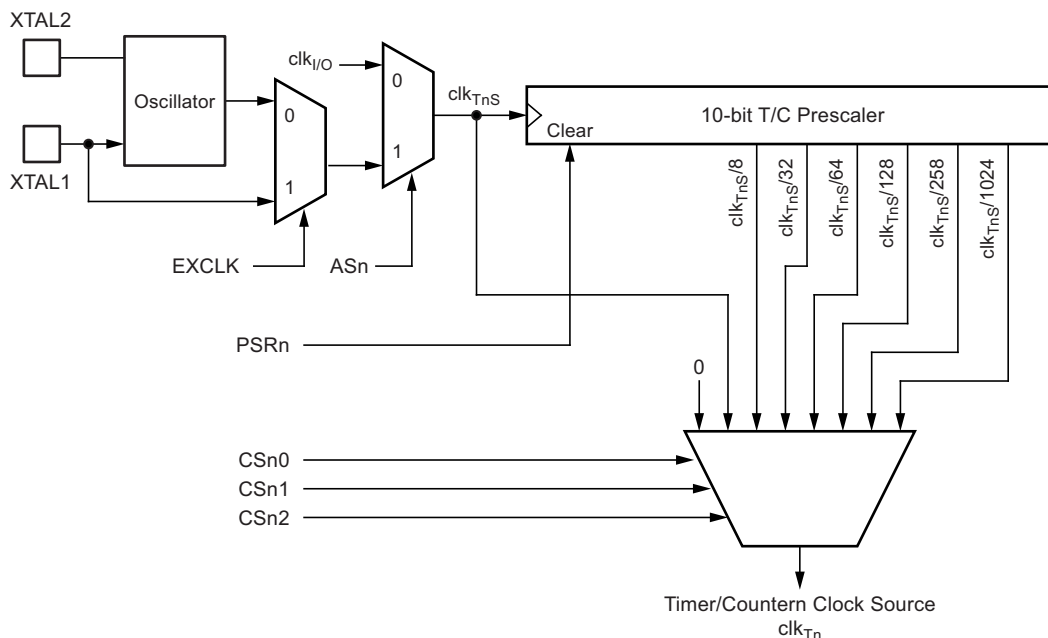 XTAL2
XTAL1
Oscillator
0
1
EXCLK
clkI/O
0
1
ASn
clkTnS
10-bit T/C Prescaler
Clear
PSRn
clkTnS/8
clkTnS/32
clkTnS/64
clkTnS/128
clkTnS/258
clkTnS/1024
0
CSn0
CSn1
CSn2
Timer/Countern Clock Source
clkTn